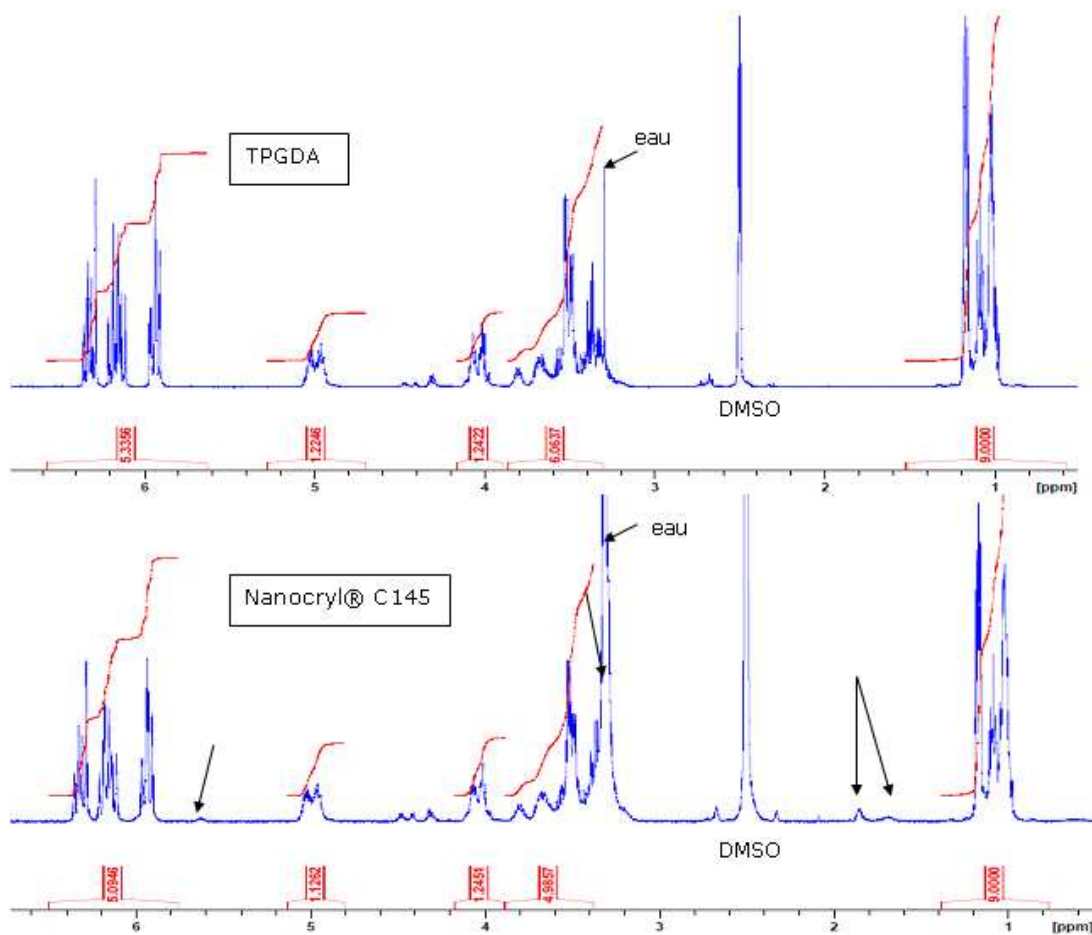 TPGDA
eau
DMSO
5.3356
1.2246
1.2422
6.0637
9.0000
6 5 4 3 2 1 [ppm]
Nanocryl® C145
eau
DMSO
5.0946
1.1262
1.2451
4.9857
9.0000
6 5 4 3 2 1 [ppm]